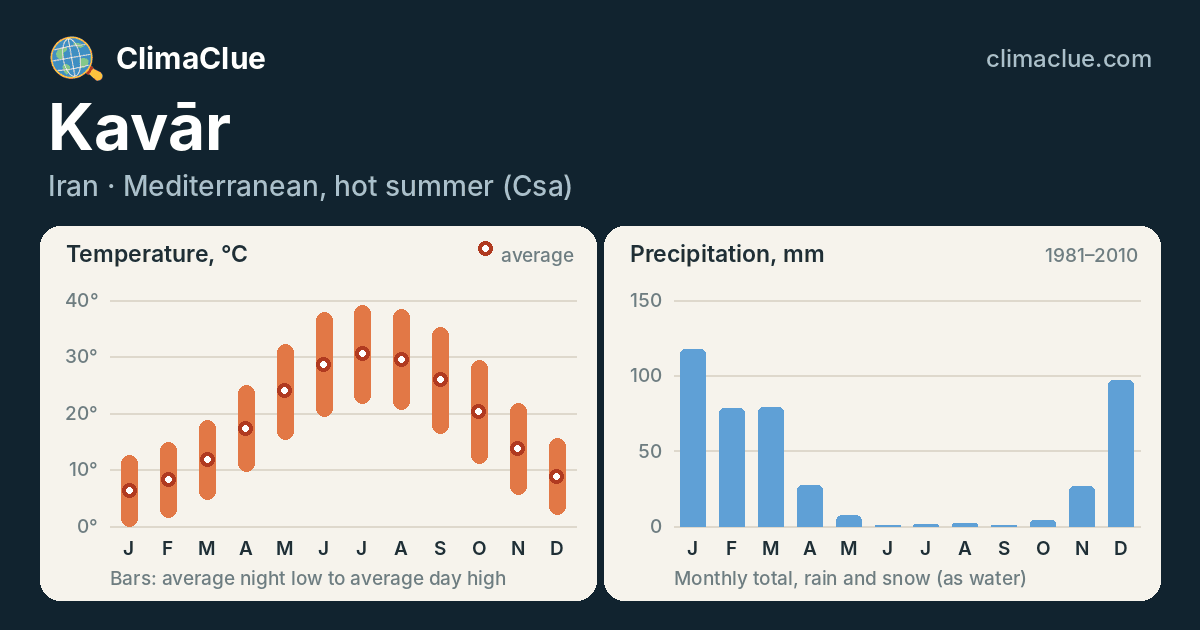 ClimaClue
climaclue.com
Kavār
Iran · Mediterranean, hot summer (Csa)
Temperature, °C
average
40°
30°
20°
10°
0°
J F M A M J J A S O N D
Bars: average night low to average day high
Precipitation, mm
1981–2010
150
100
50
0
J F M A M J J A S O N D
Monthly total, rain and snow (as water)